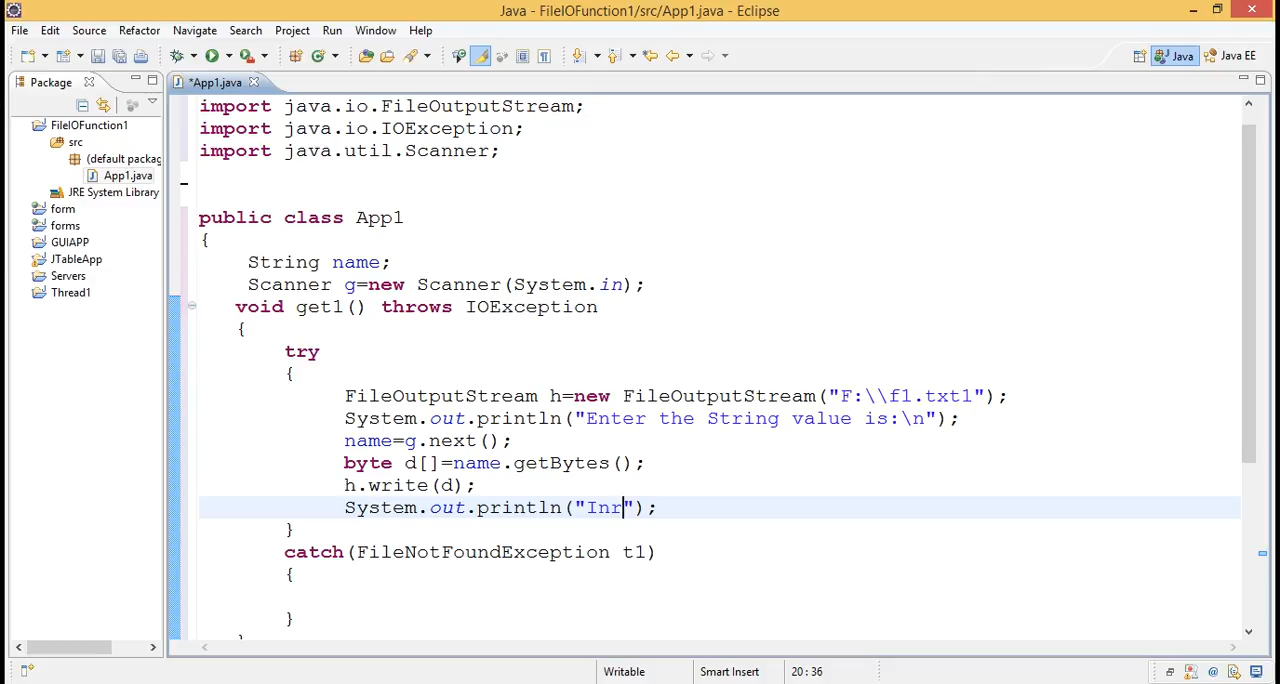 Java - FileIOFunction1/src/App1.java - Eclipse
File Edit Source Refactor Navigate Search Project Run Window Help
Java Java EE
Package *App1.java
FileIOFunction1
src
(default packag
App1.java
JRE System Library
form
forms
GUIAPP
JTableApp
Servers
Thread1
import java.io.FileOutputStream;
import java.io.IOException;
import java.util.Scanner;
public class App1
{
String name;
Scanner g=new Scanner(System.in);
void get1() throws IOException
{
try
{
FileOutputStream h=new FileOutputStream("F:\\f1.txt1");
System.out.println("Enter the String value is:\n");
name=g.next();
byte d[]=name.getBytes();
h.write(d);
System.out.println("Inr");
}
catch(FileNotFoundException t1)
{
}
Writable Smart Insert 20 : 36